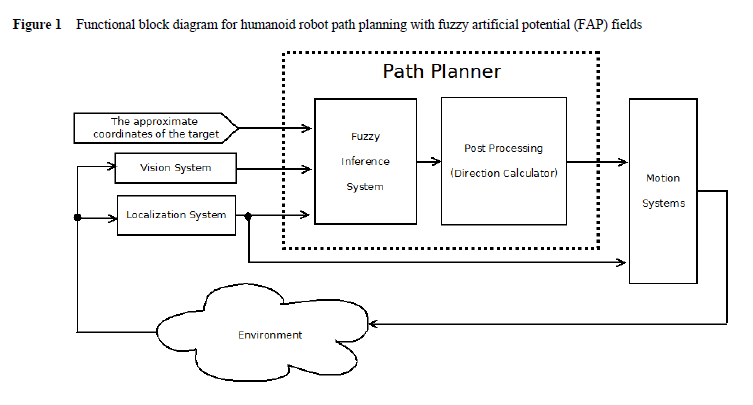 Figure 1 Functional block diagram for humanoid robot path planning with fuzzy artificial potential (FAP) fields
Path Planner
The approximate
coordinates of the target
Vision System
Localization System
Fuzzy
Inference
System
Post Processing
(Direction Calculator)
Motion
Systems
Environment